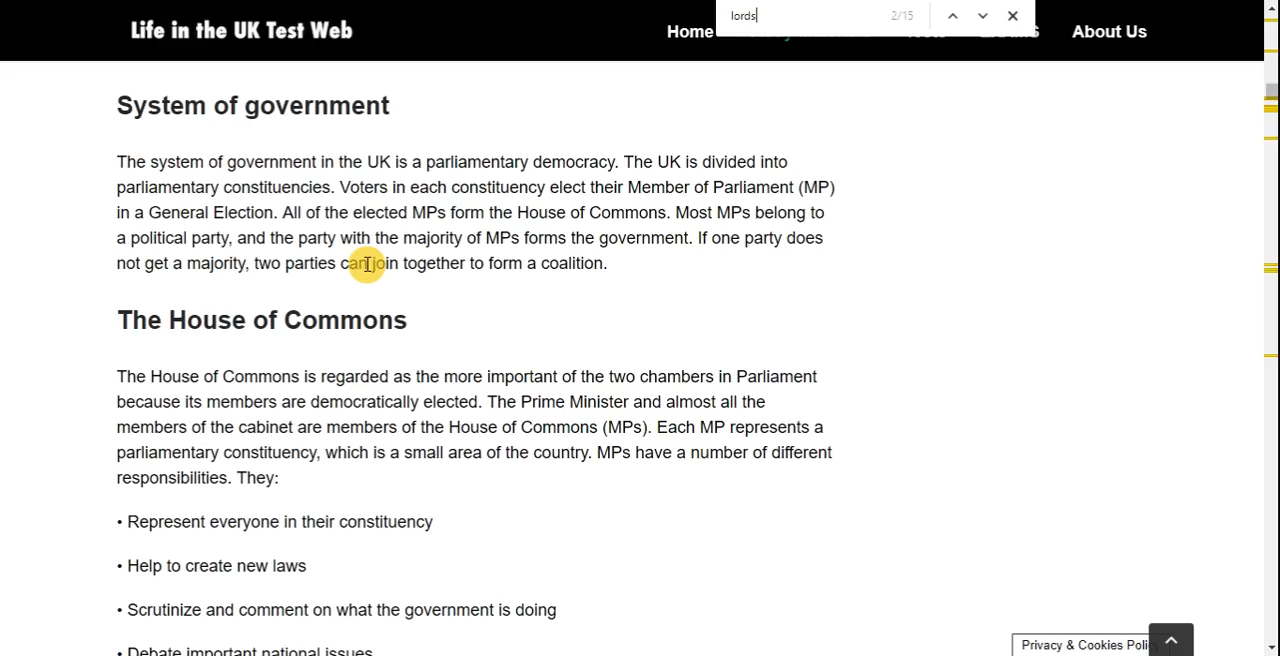 lords 2/15
Life in the UK Test Web
Home About Us
System of government
The system of government in the UK is a parliamentary democracy. The UK is divided into
parliamentary constituencies. Voters in each constituency elect their Member of Parliament (MP)
in a General Election. All of the elected MPs form the House of Commons. Most MPs belong to
a political party, and the party with the majority of MPs forms the government. If one party does
not get a majority, two parties can join together to form a coalition.
The House of Commons
The House of Commons is regarded as the more important of the two chambers in Parliament
because its members are democratically elected. The Prime Minister and almost all the
members of the cabinet are members of the House of Commons (MPs). Each MP represents a
parliamentary constituency, which is a small area of the country. MPs have a number of different
responsibilities. They:
• Represent everyone in their constituency
• Help to create new laws
• Scrutinize and comment on what the government is doing
• Debate important national issues
Privacy & Cookies Poli